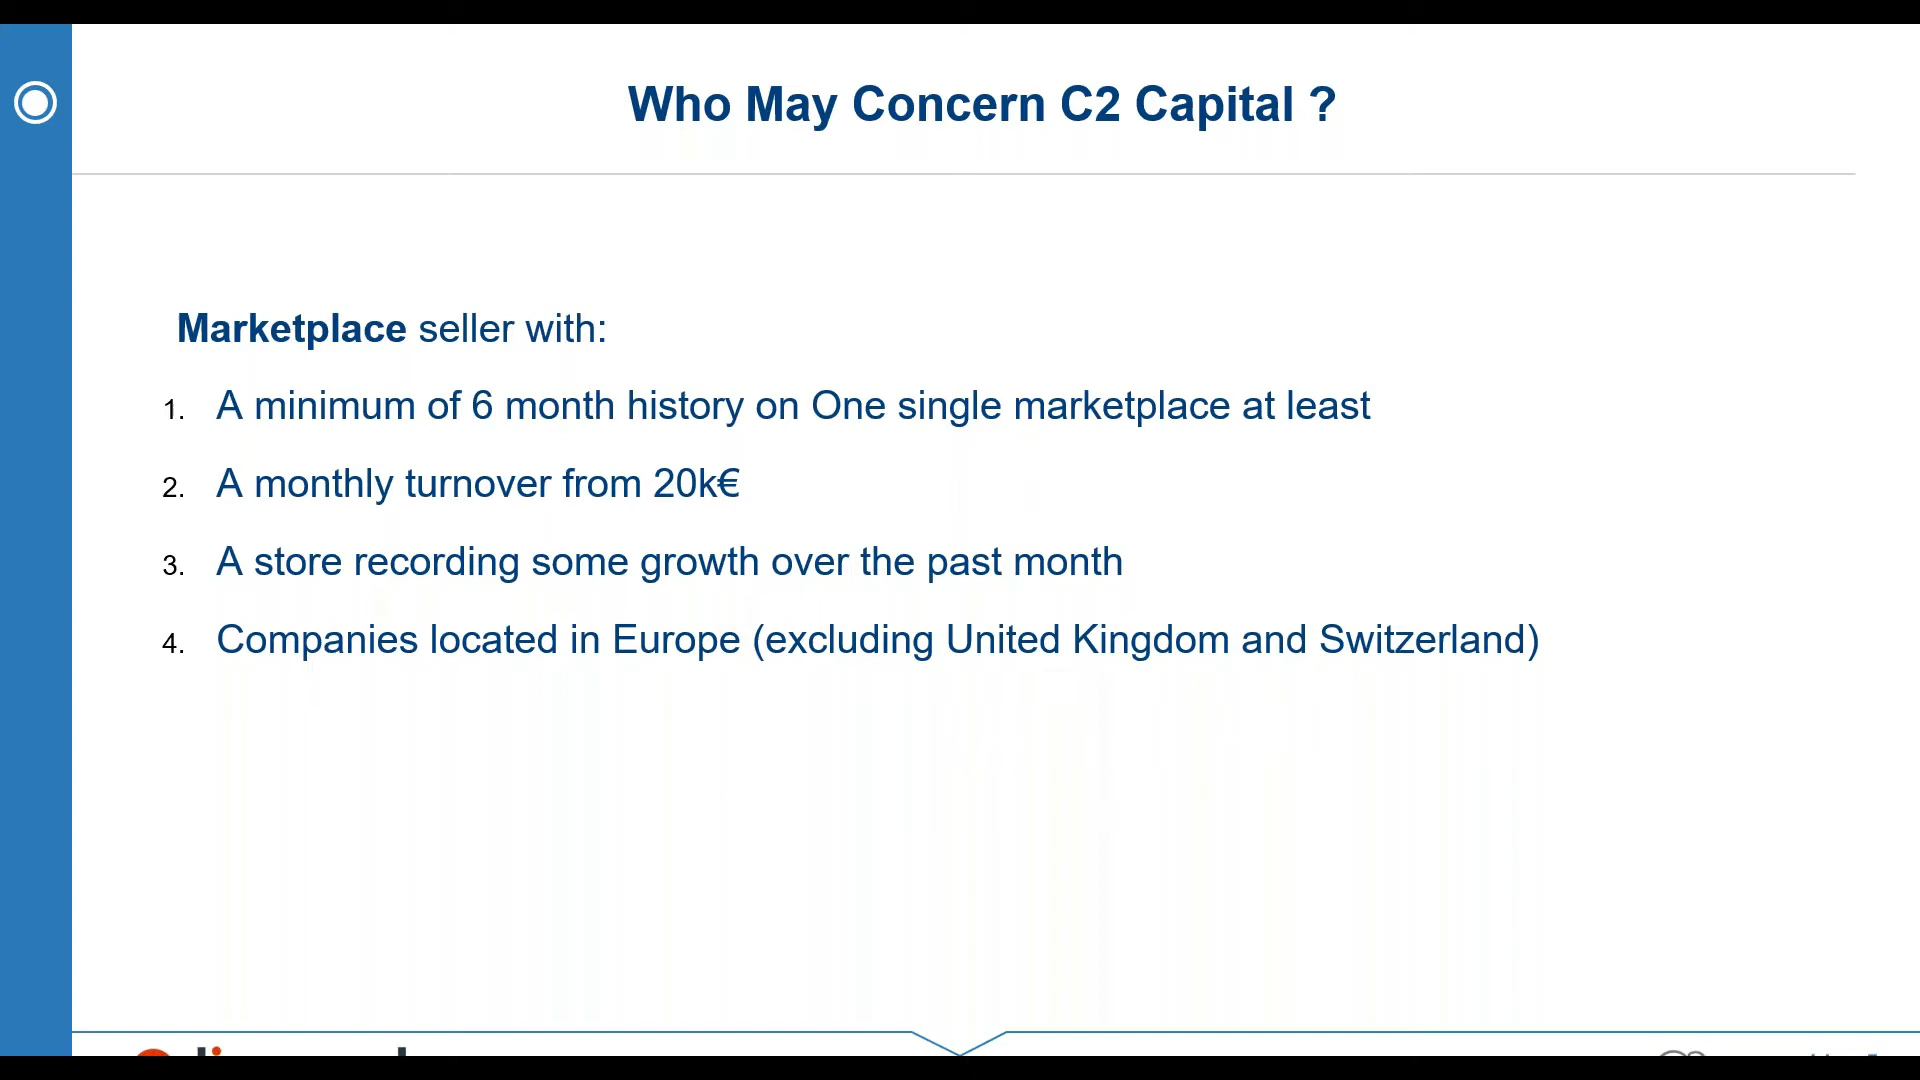 Who May Concern C2 Capital ?
Marketplace seller with:
1. A minimum of 6 month history on One single marketplace at least
2. A monthly turnover from 20k€
3. A store recording some growth over the past month
4. Companies located in Europe (excluding United Kingdom and Switzerland)